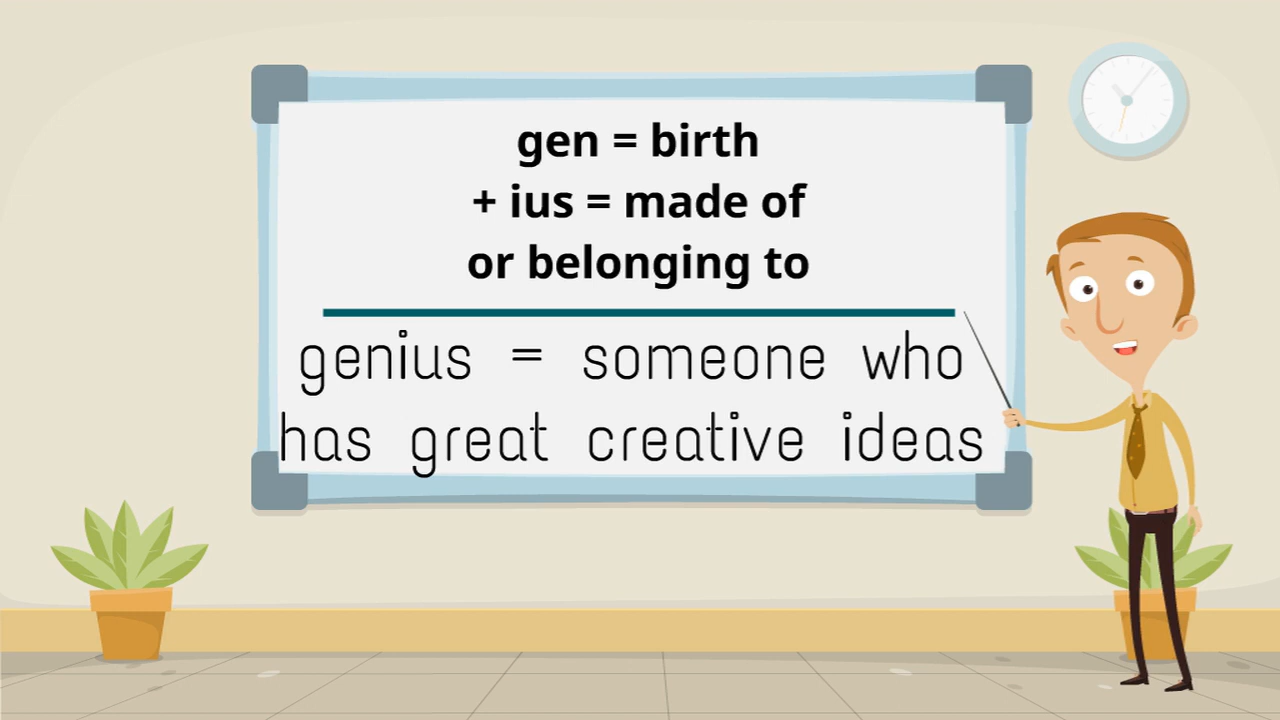 gen = birth
+ ius = made of
or belonging to
genius = someone who
has great creative ideas